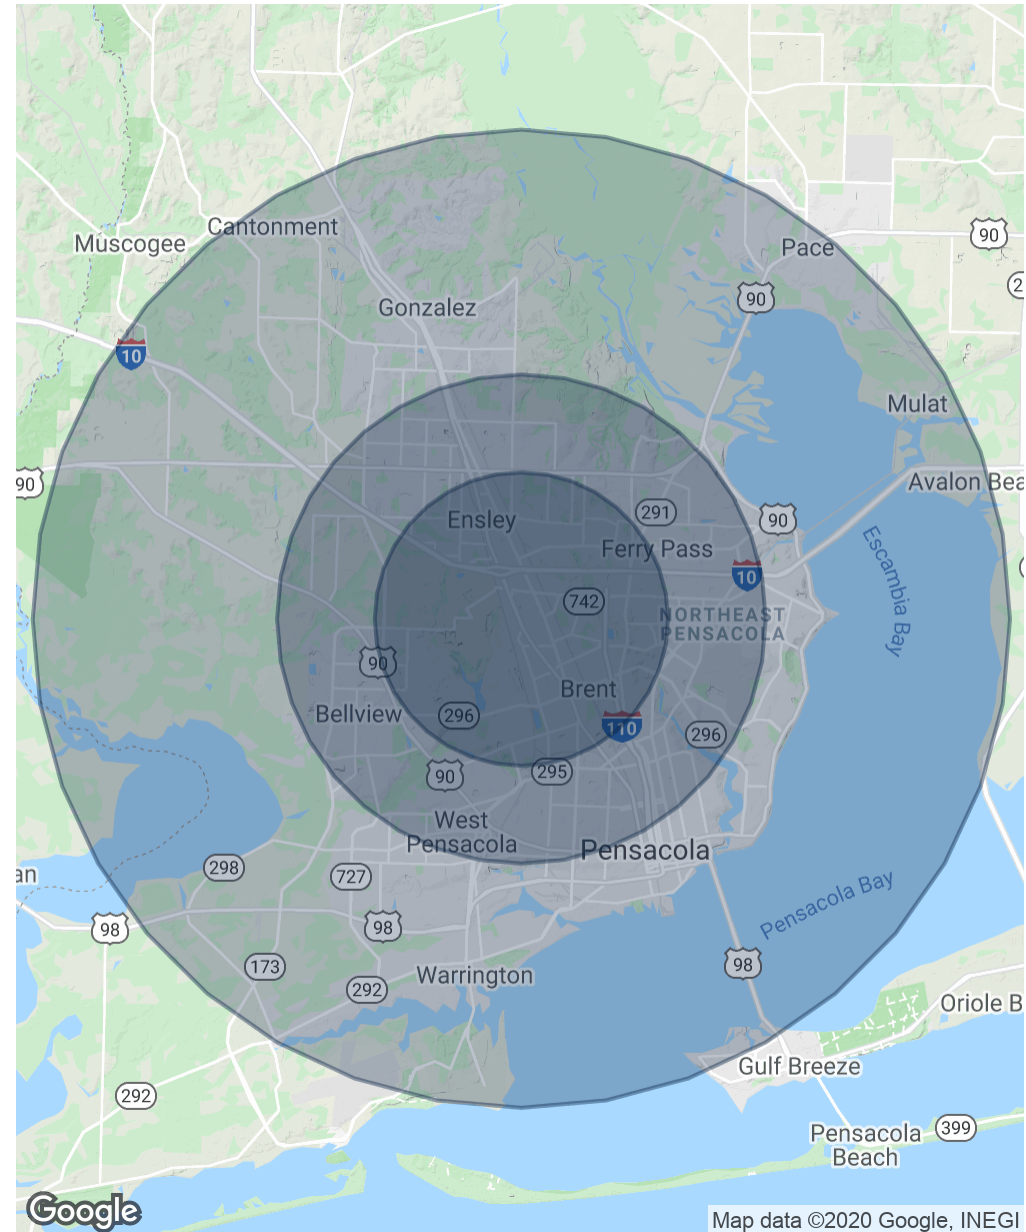 Cantonment
Muscogee
Pace
90
2
90
Gonzalez
10
Mulat
90
Avalon Bea
291
90
Ensley
Ferry Pass
10
Escambia Bay
742
NORTHEAST
PENSACOLA
90
Brent
Bellview
296
110
296
90
295
West
Pensacola
Pensacola
an
298
727
Pensacola Bay
98
98
173
98
Warrington
292
Oriole B
Gulf Breeze
292
399
Pensacola
Beach
Google
Map data ©2020 Google, INEGI